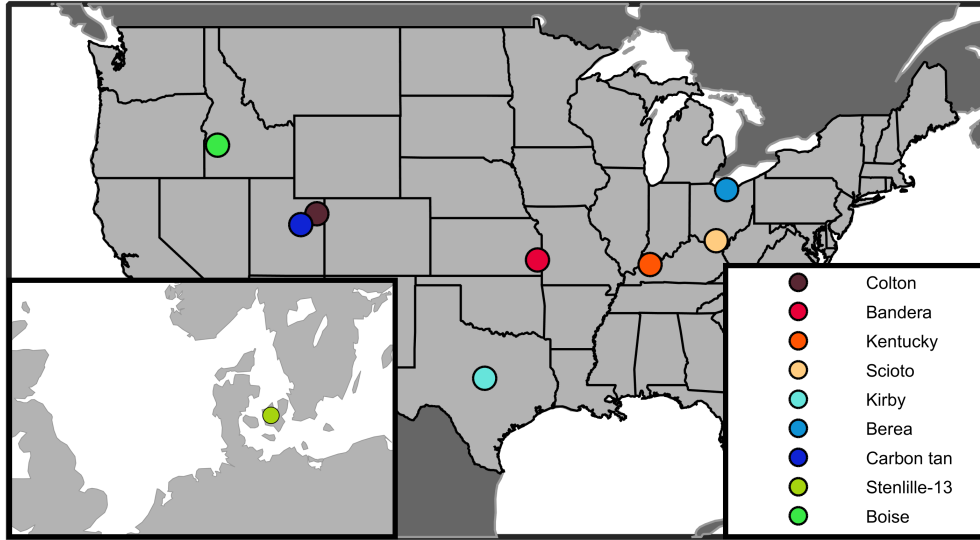 Colton
Bandera
Kentucky
Scioto
Kirby
Berea
Carbon tan
Stenlille-13
Boise